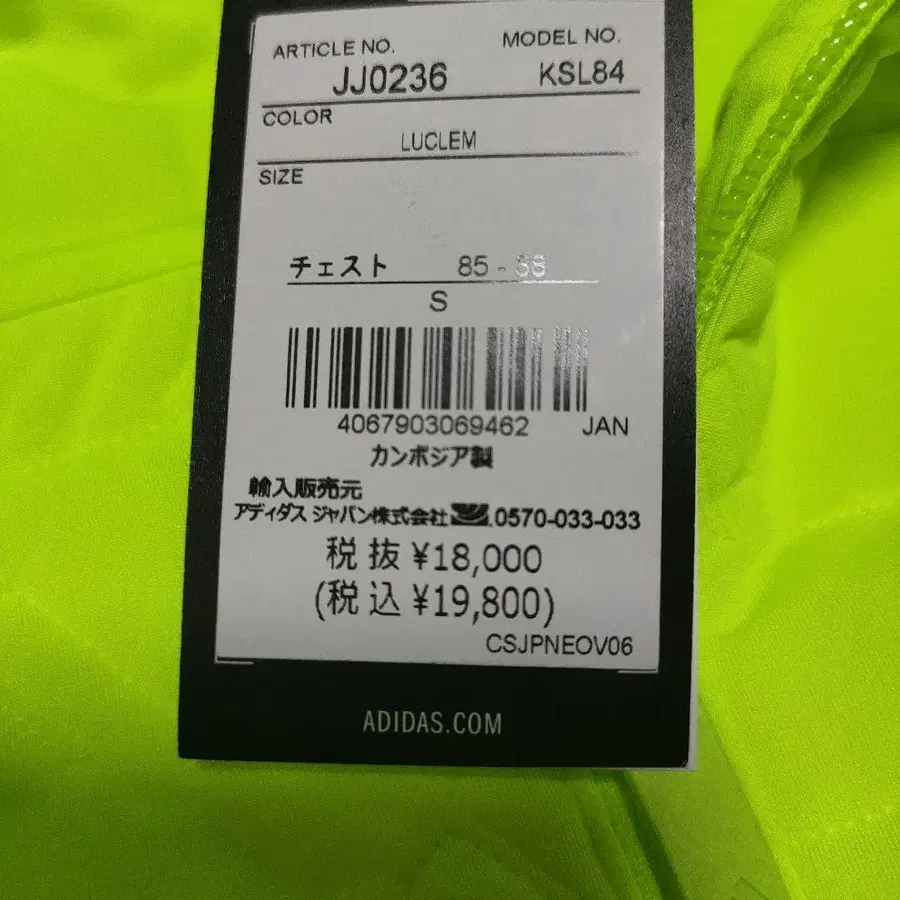 ARTICLE NO. MODEL NO.
JJ0236 KSL84
COLOR
LUCLEM
SIZE
チェスト 85 - 88
S
4067903069462 JAN
カンボジア製
輸入販売元
アディダス ジャパン株式会社 0570-033-033
税抜 ¥18,000
(税込 ¥19,800)
CSJPNEOV06
ADIDAS.COM